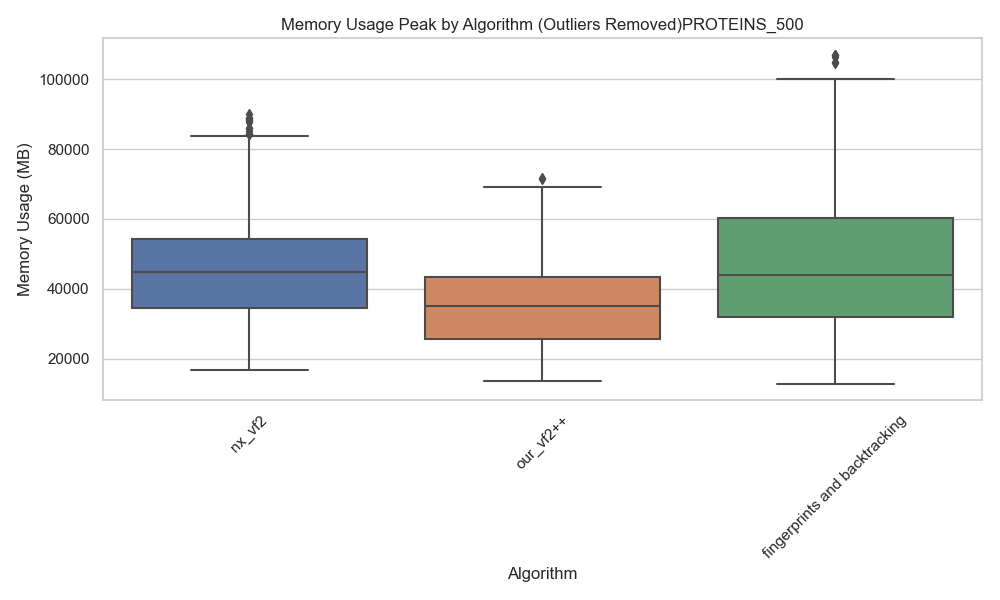 Memory Usage Peak by Algorithm (Outliers Removed)PROTEINS_500
Memory Usage (MB)
100000
80000
60000
40000
20000
nx_vf2
our_vf2++
fingerprints and backtracking
Algorithm